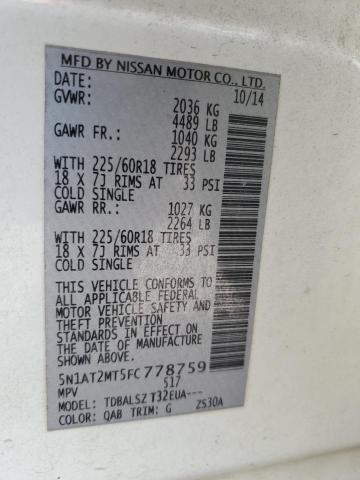 MFD BY NISSAN MOTOR CO., LTD.
DATE: 10/14
GVWR: 2036 KG
4489 LB
GAWR FR.: 1040 KG
2293 LB
WITH 225/60R18 TIRES
18 X 7J RIMS AT 33 PSI
COLD SINGLE
GAWR RR.: 1027 KG
2264 LB
WITH 225/60R18 TIRES
18 X 7J RIMS AT 33 PSI
COLD SINGLE
THIS VEHICLE CONFORMS TO
ALL APPLICABLE FEDERAL
MOTOR VEHICLE SAFETY AND
THEFT PREVENTION
STANDARDS IN EFFECT ON
THE DATE OF MANUFACTURE
SHOWN ABOVE.
5N1AT2MT5FC778759
MPV 517
MODEL: TDBALSZ T32EUA---
COLOR: QAB TRIM: G ZS30A